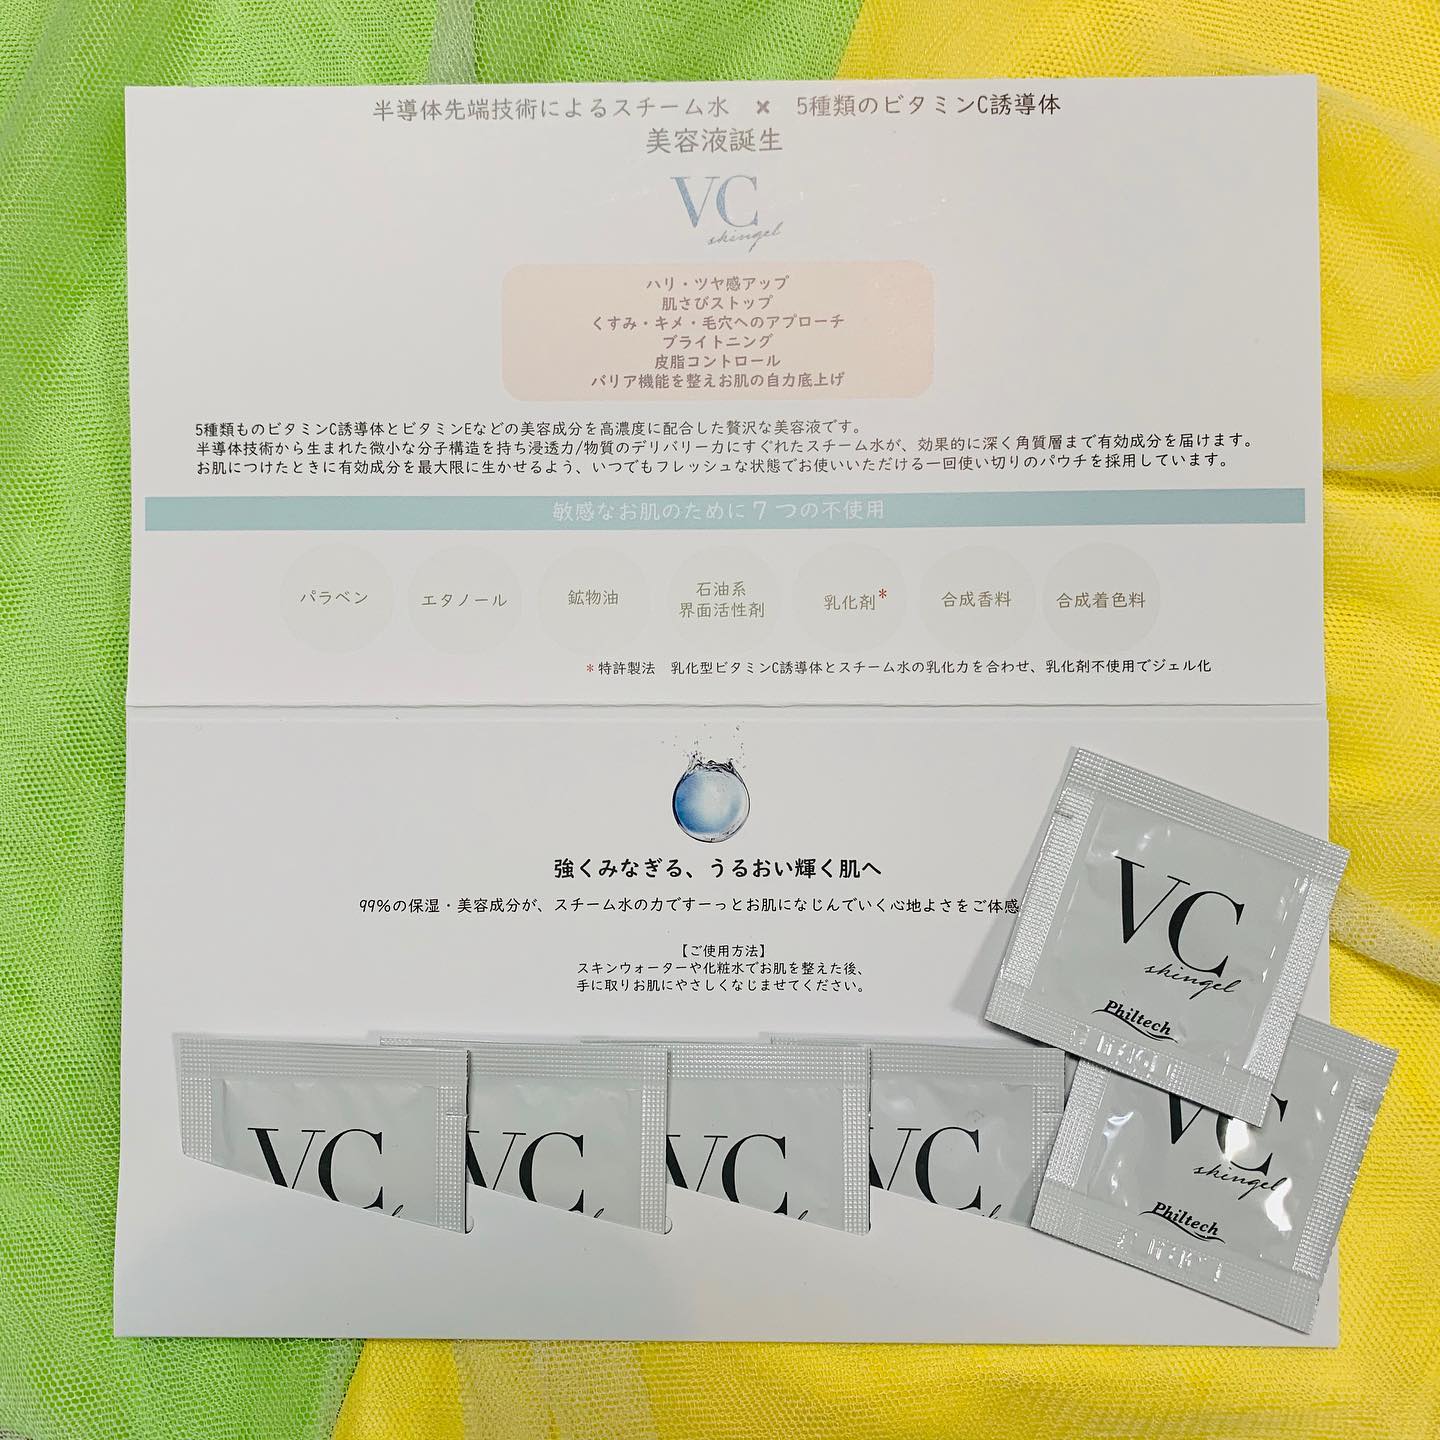 半導体先端技術によるスチーム水 × 5種類のビタミンC誘導体
美容液誕生
VC
skingel
ハリ・ツヤ感アップ
肌さびストップ
くすみ・キメ・毛穴へのアプローチ
ブライトニング
皮脂コントロール
バリア機能を整えお肌の自力底上げ
5種類ものビタミンC誘導体とビタミンEなどの美容成分を高濃度に配合した贅沢な美容液です。
半導体技術から生まれた微小な分子構造を持ち浸透力/物質のデリバリー力にすぐれたスチーム水が、効果的に深く角質層まで有効成分を届けます。
お肌につけたときに有効成分を最大限に生かせるよう、いつでもフレッシュな状態でお使いいただける一回使い切りのパウチを採用しています。
敏感なお肌のために7つの不使用
パラベン
エタノール
鉱物油
石油系
界面活性剤
乳化剤*
合成香料
合成着色料
*特許製法 乳化型ビタミンC誘導体とスチーム水の乳化力を合わせ、乳化剤不使用でジェル化
強くみなぎる、うるおい輝く肌へ
99%の保湿・美容成分が、スチーム水の力ですーっとお肌になじんでいく心地よさをご体感
【ご使用方法】
スキンウォーターや化粧水でお肌を整えた後、
手に取りお肌にやさしくなじませてください。
VC
skingel
Philtech
VC
skingel
Philtech
VC
VC
VC
VC